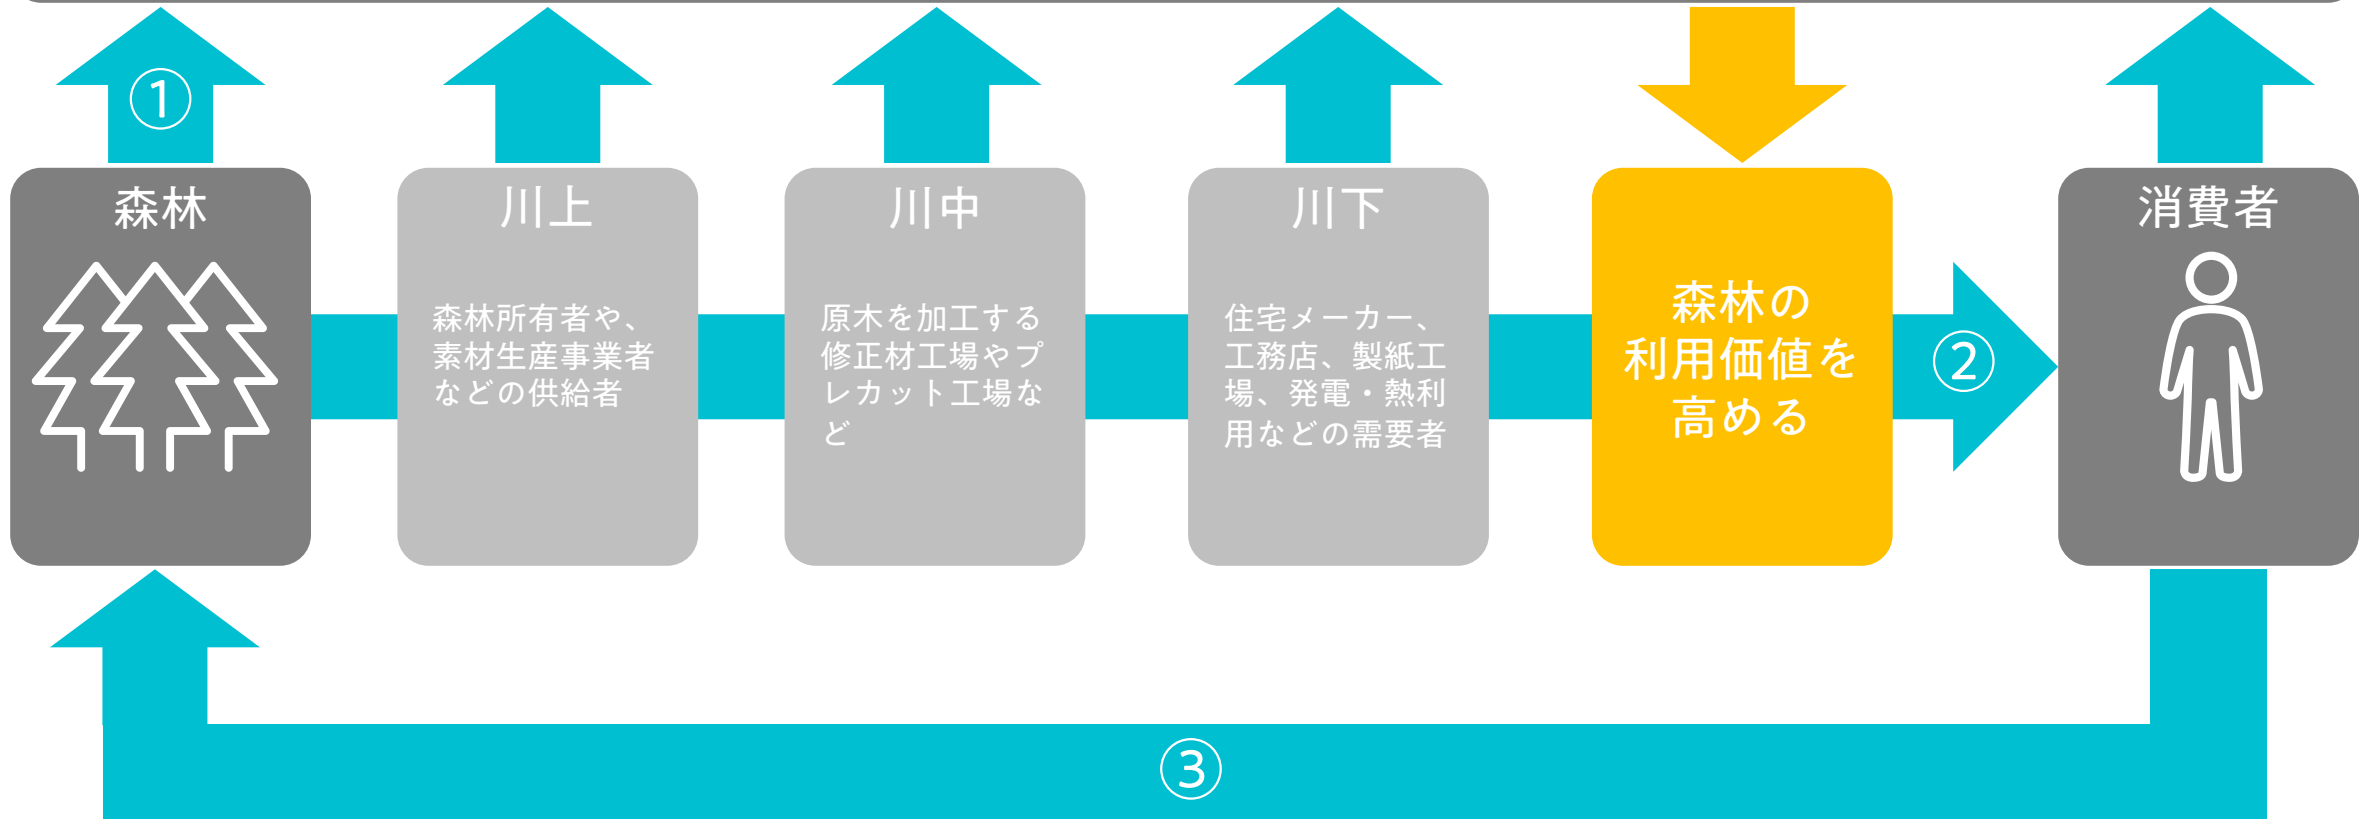 ①
森林
川上
森林所有者や、
素材生産事業者
などの供給者
川中
原木を加工する
修正材工場やプ
レカット工場な
ど
川下
住宅メーカー、
工務店、製紙工
場、発電・熱利
用などの需要者
森林の
利用価値を
高める
②
消費者
③